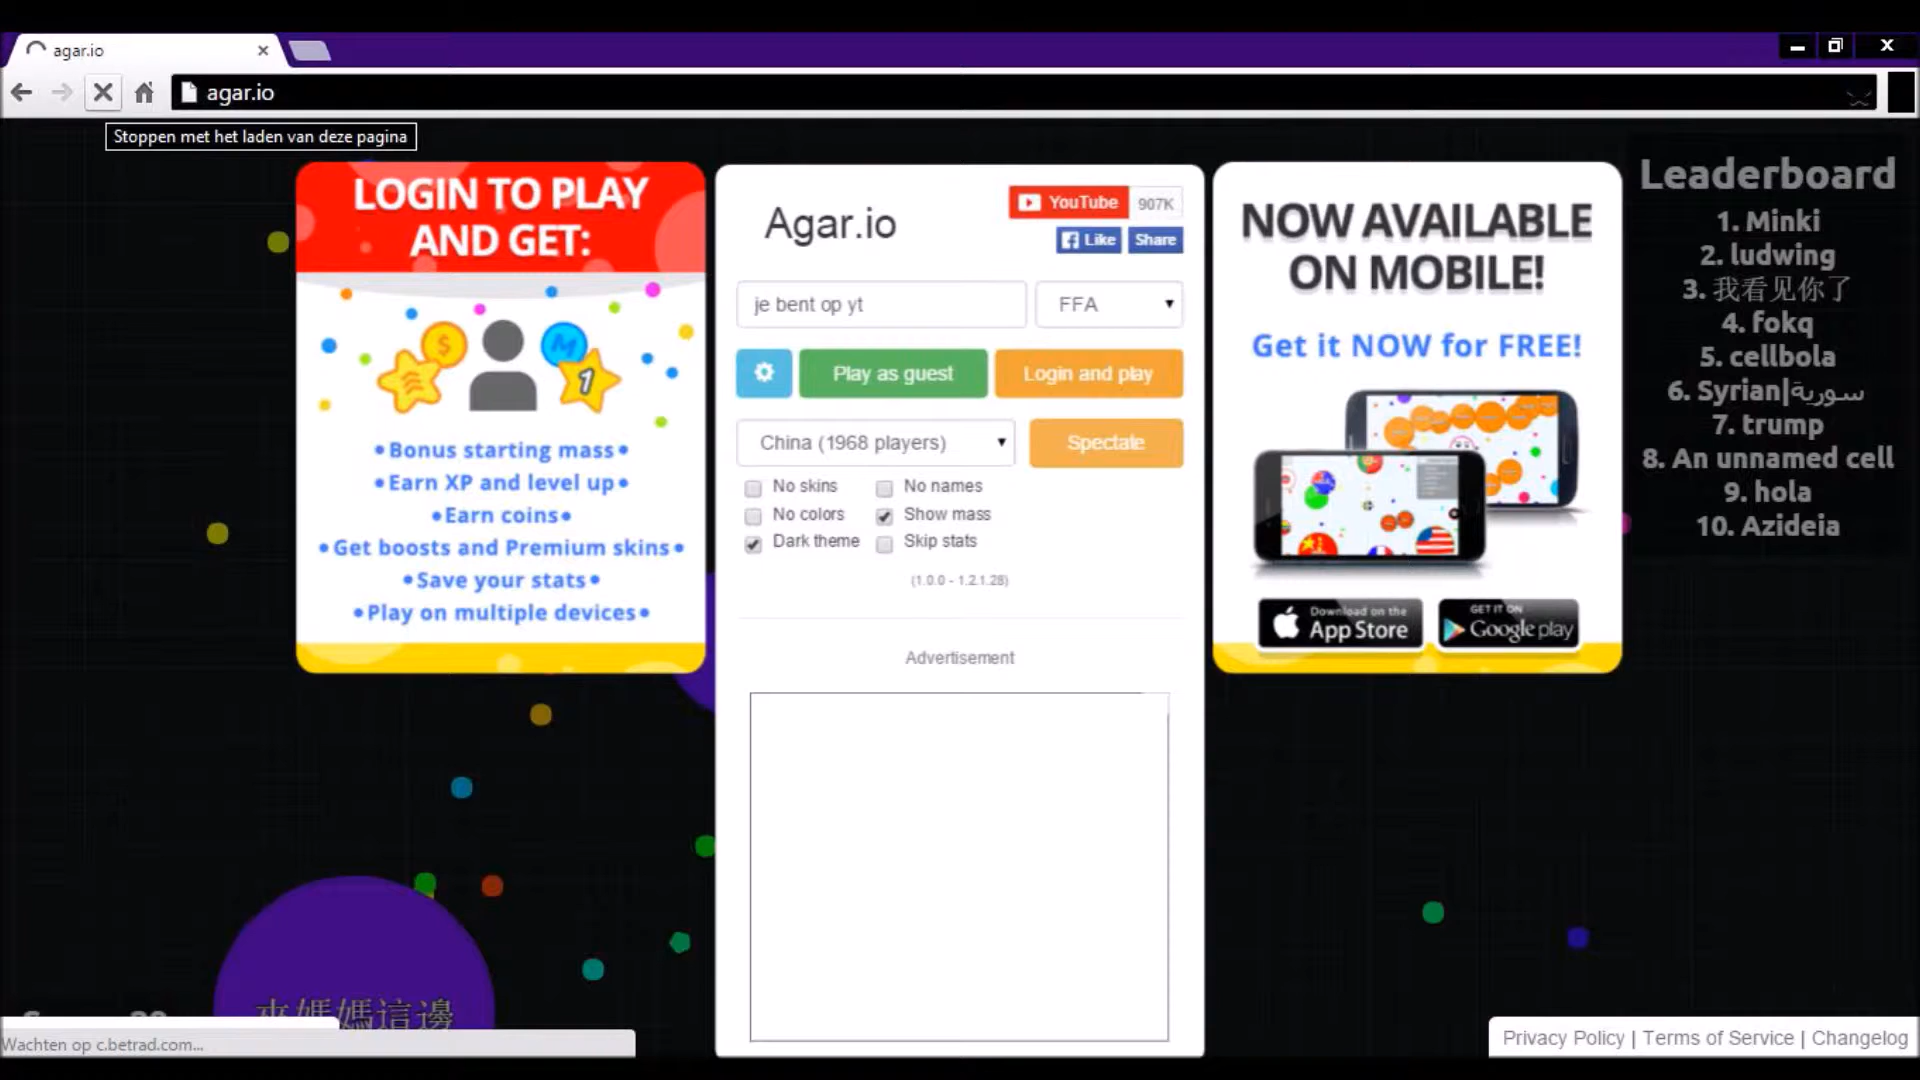 agar.io
agar.io
Stoppen met het laden van deze pagina
LOGIN TO PLAY
AND GET:
1
•Bonus starting mass•
•Earn XP and level up•
•Earn coins•
•Get boosts and Premium skins•
•Save your stats•
•Play on multiple devices•
Agar.io
YouTube 907K
Like Share
je bent op yt FFA
Play as guest Login and play
China (1968 players) Spectate
No skins No names
No colors Show mass
Dark theme Skip stats
(1.0.0 - 1.2.1.28)
Advertisement
NOW AVAILABLE
ON MOBILE!
Get it NOW for FREE!
Download on the
App Store
GET IT ON
Google play
Leaderboard
1. Minki
2. ludwing
3. 我看见你了
4. fokq
5. cellbola
6. Syrian|سورية
7. trump
8. An unnamed cell
9. hola
10. Azideia
來媽媽這邊
Wachten op c.betrad.com...
Privacy Policy | Terms of Service | Changelog